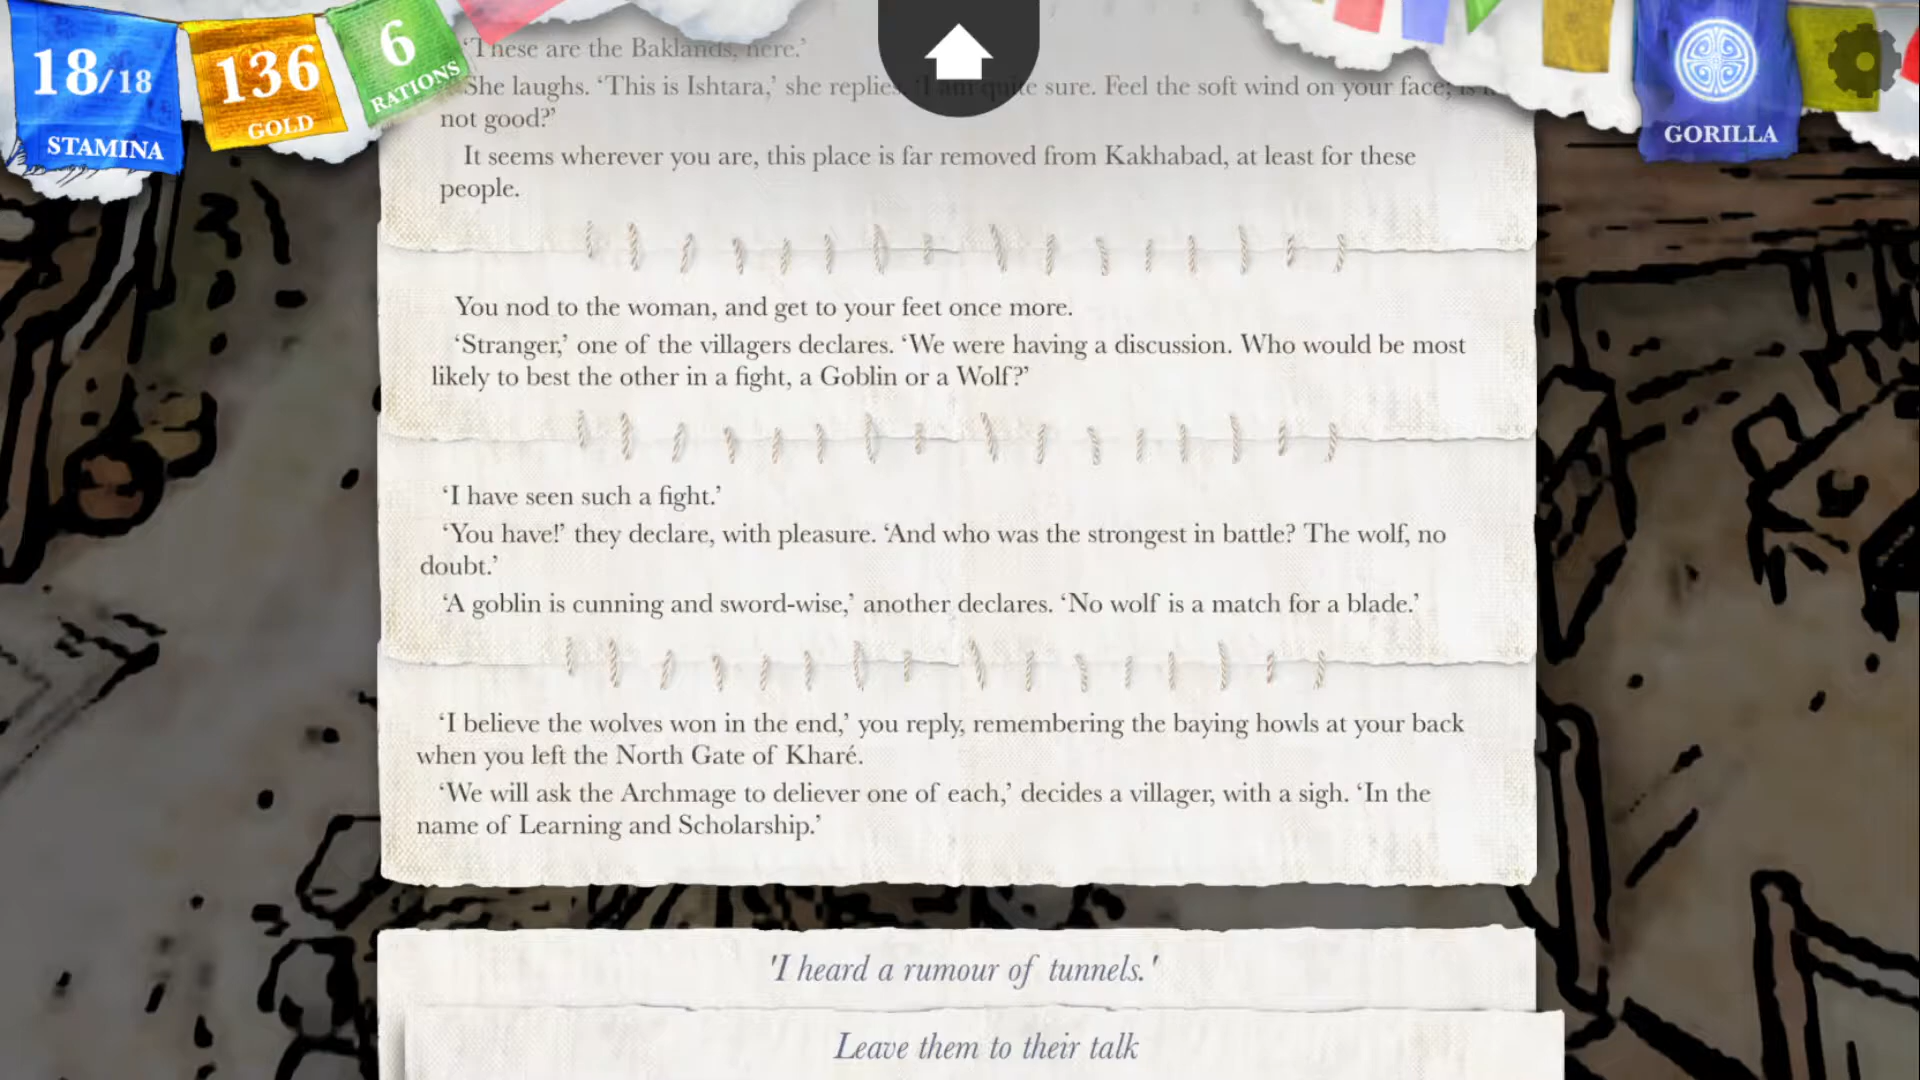 18/18
STAMINA
136
GOLD
6
RATIONS
GORILLA
‘These are the Baklands, here.’
She laughs. ‘This is Ishtara,’ she replies. ‘I am quite sure. Feel the soft wind on your face; is it
not good?’
It seems wherever you are, this place is far removed from Kakhabad, at least for these
people.
You nod to the woman, and get to your feet once more.
‘Stranger,’ one of the villagers declares. ‘We were having a discussion. Who would be most
likely to best the other in a fight, a Goblin or a Wolf?’
‘I have seen such a fight.’
‘You have!’ they declare, with pleasure. ‘And who was the strongest in battle? The wolf, no
doubt.’
‘A goblin is cunning and sword-wise,’ another declares. ‘No wolf is a match for a blade.’
‘I believe the wolves won in the end,’ you reply, remembering the baying howls at your back
when you left the North Gate of Kharé.
‘We will ask the Archmage to deliever one of each,’ decides a villager, with a sigh. ‘In the
name of Learning and Scholarship.’
'I heard a rumour of tunnels.'
Leave them to their talk